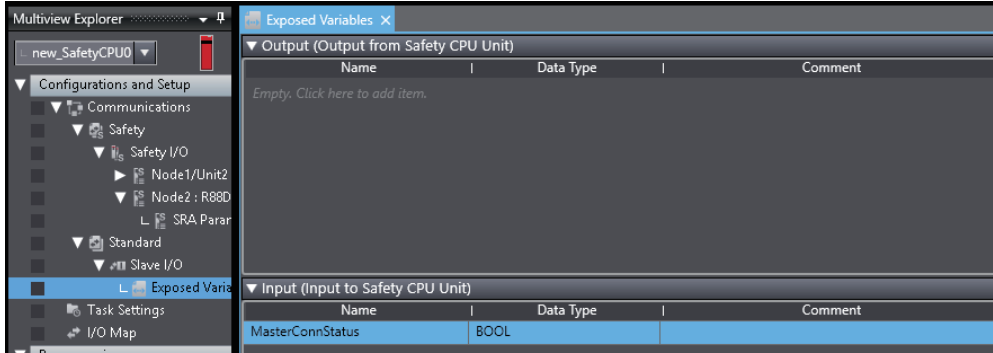 Multiview Explorer
new_SafetyCPU0
Configurations and Setup
Communications
Safety
Safety I/O
Node1/Unit2
Node2 : R88D
SRA Parar
Standard
Slave I/O
Exposed Varia
Task Settings
I/O Map
Exposed Variables
Output (Output from Safety CPU Unit)
Name Data Type Comment
Empty. Click here to add item.
Input (Input to Safety CPU Unit)
Name Data Type Comment
MasterConnStatus BOOL